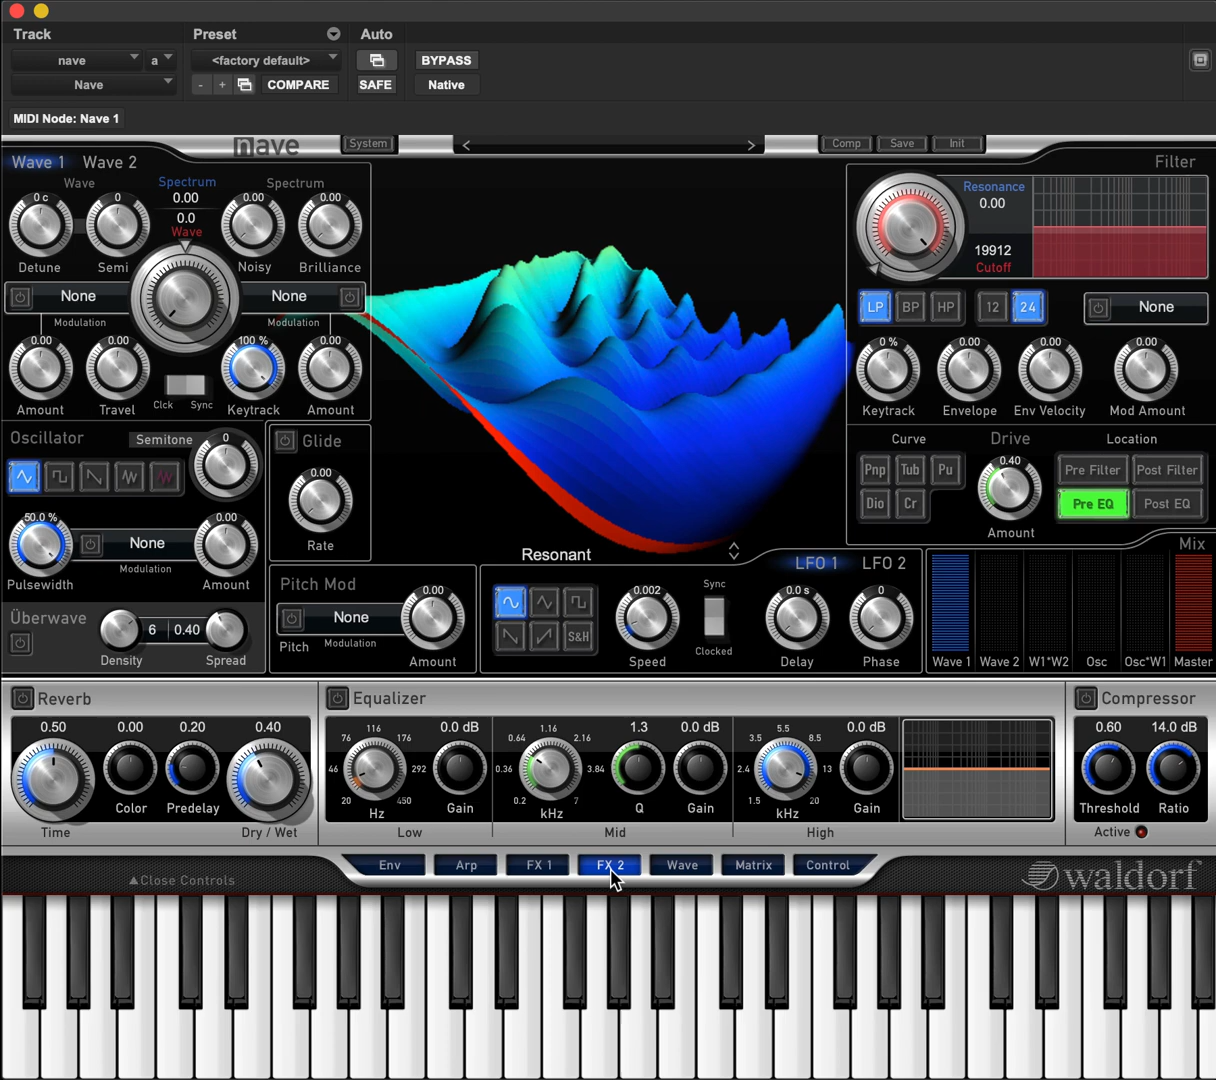 Track
Preset
Auto
nave
a
<factory default>
BYPASS
Nave
-
+
COMPARE
SAFE
Native
MIDI Node: Nave 1
nave
System
<
>
Comp
Save
Init
Wave 1
Wave 2
Filter
Wave
Spectrum
0.00
Spectrum
0 c
0
0.0
Wave
0.00
0.00
Detune
Semi
Noisy
Brilliance
Resonance
0.00
19912
Cutoff
None
None
Modulation
Modulation
LP
BP
HP
12
24
None
0.00
0.00
100 %
0.00
Amount
Travel
Clck
Sync
Keytrack
Amount
0 %
0.00
0.00
0.00
Keytrack
Envelope
Env Velocity
Mod Amount
Oscillator
Semitone
0
Glide
0.00
Rate
Curve
Drive
Location
Pnp
Tub
Pu
0.40
Pre Filter
Post Filter
Dio
Cr
Pre EQ
Post EQ
Amount
50.0 %
None
0.00
Modulation
Pulsewidth
Amount
Resonant
Mix
Überwave
6
0.40
Density
Spread
Pitch Mod
0.00
None
Pitch
Modulation
Amount
LFO 1
LFO 2
Sync
0.002
0.0 s
0
S&H
Clocked
Speed
Delay
Phase
Wave 1
Wave 2
W1*W2
Osc
Osc*W1
Master
Reverb
Equalizer
Compressor
0.50
0.00
0.20
0.40
Color
Predelay
Time
Dry / Wet
116
76
176
46
292
20
450
Hz
0.0 dB
Gain
Low
1.16
0.64
2.16
0.36
3.84
0.2
7
kHz
1.3
Q
0.0 dB
Gain
Mid
5.5
3.5
8.5
2.4
13
1.5
20
kHz
0.0 dB
Gain
High
0.60
14.0 dB
Threshold
Ratio
Active
Close Controls
Env
Arp
FX 1
FX 2
Wave
Matrix
Control
waldorf